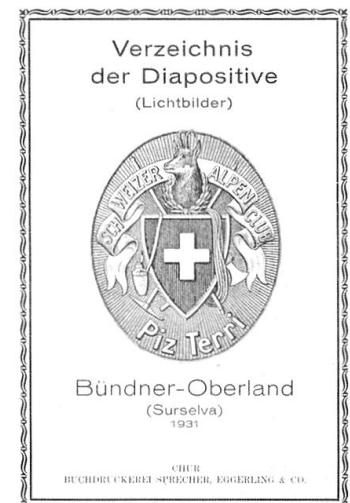 Verzeichnis
der Diapositive
(Lichtbilder)
SCHWEIZER ALPEN CLUB
Piz Terri
Bündner-Oberland
(Surselva)
1931
CHUR
BUCHDRUCKEREI SPRECHER, EGGERLING & CO.